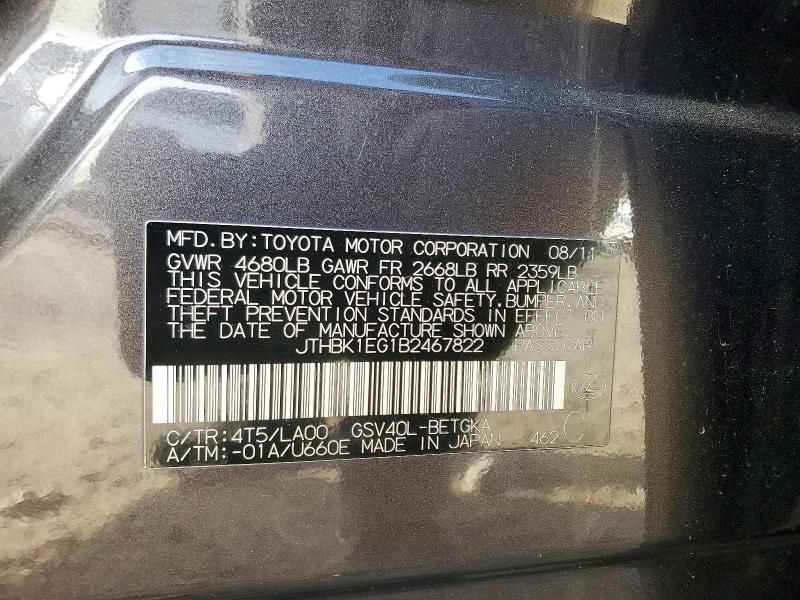 MFD.BY:TOYOTA MOTOR CORPORATION 08/11
GVWR 4680LB GAWR FR 2668LB RR 2359LB
THIS VEHICLE CONFORMS TO ALL APPLICABLE
FEDERAL MOTOR VEHICLE SAFETY,BUMPER,AND
THEFT PREVENTION STANDARDS IN EFFECT ON
THE DATE OF MANUFACTURE SHOWN ABOVE.
JTHBK1EG1B2467822 PASS.CAR
C/TR:4T5/LA00 GSV40L-BETGKA
A/TM:-01A/U660E MADE IN JAPAN 462 C